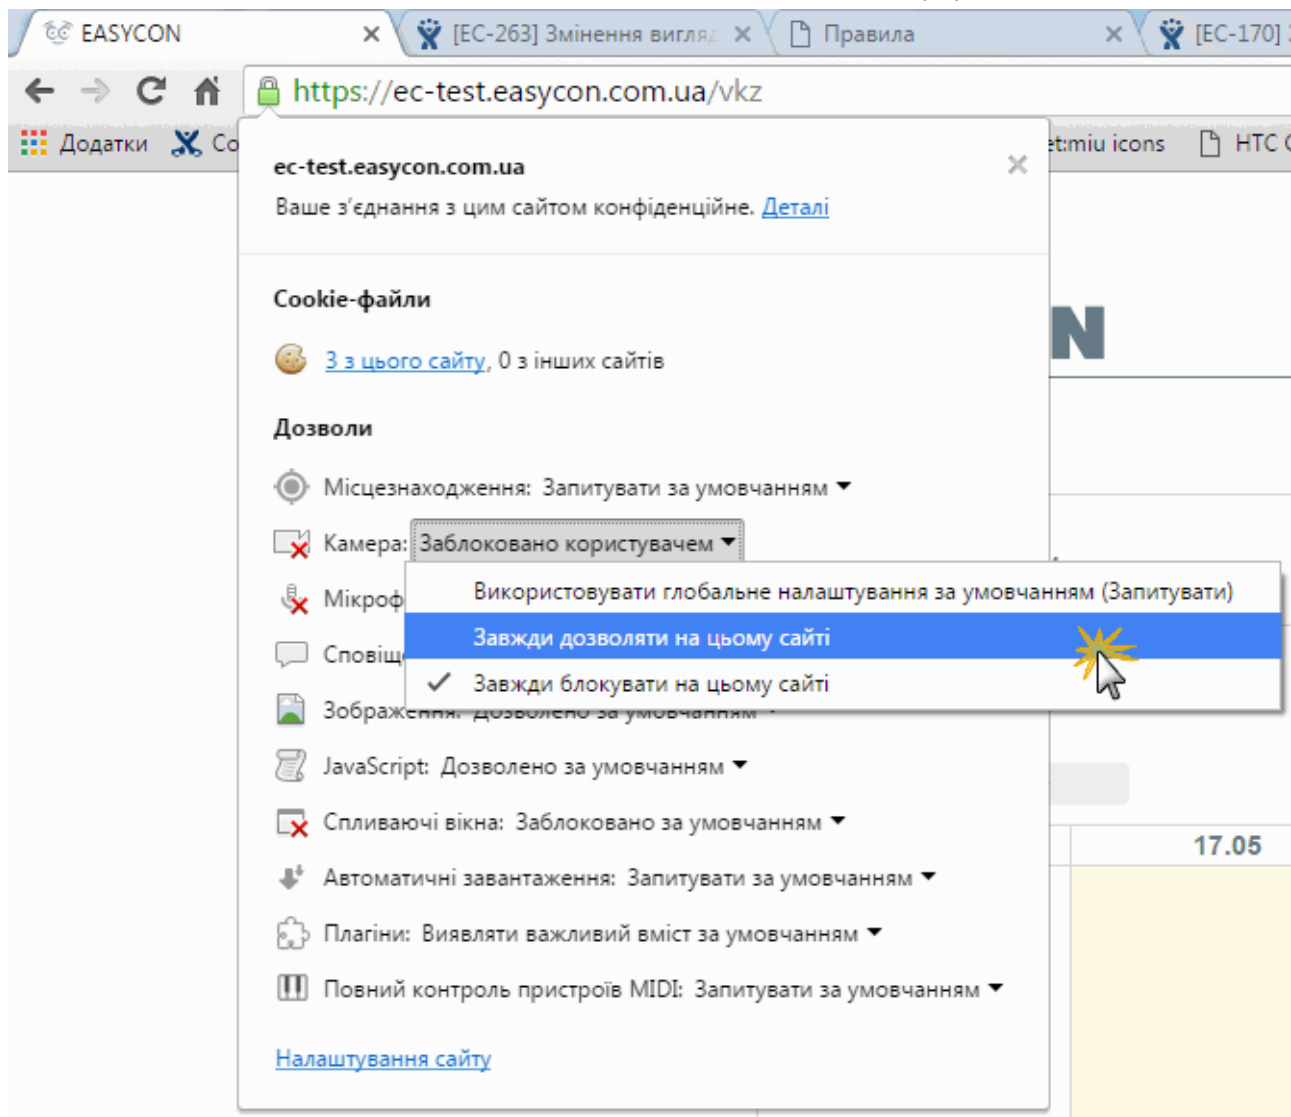 EASYCON
[EC-263] Змінення вигля
Правила
[EC-170]
https://ec-test.easycon.com.ua/vkz
Додатки
Co
et:miu icons
HTC
ec-test.easycon.com.ua
Ваше з’єднання з цим сайтом конфіденційне. Деталі
Cookie-файли
3 з цього сайту, 0 з інших сайтів
N
Дозволи
Місцезнаходження: Запитувати за умовчанням
Камера: Заблоковано користувачем
Використовувати глобальне налаштування за умовчанням (Запитувати)
Мікроф
Завжди дозволяти на цьому сайті
Сповіщ
Завжди блокувати на цьому сайті
Зображення: Дозволено за умовчанням
JavaScript: Дозволено за умовчанням
Спливаючі вікна: Заблоковано за умовчанням
17.05
Автоматичні завантаження: Запитувати за умовчанням
Плагіни: Виявляти важливий вміст за умовчанням
Повний контроль пристроїв MIDI: Запитувати за умовчанням
Налаштування сайту